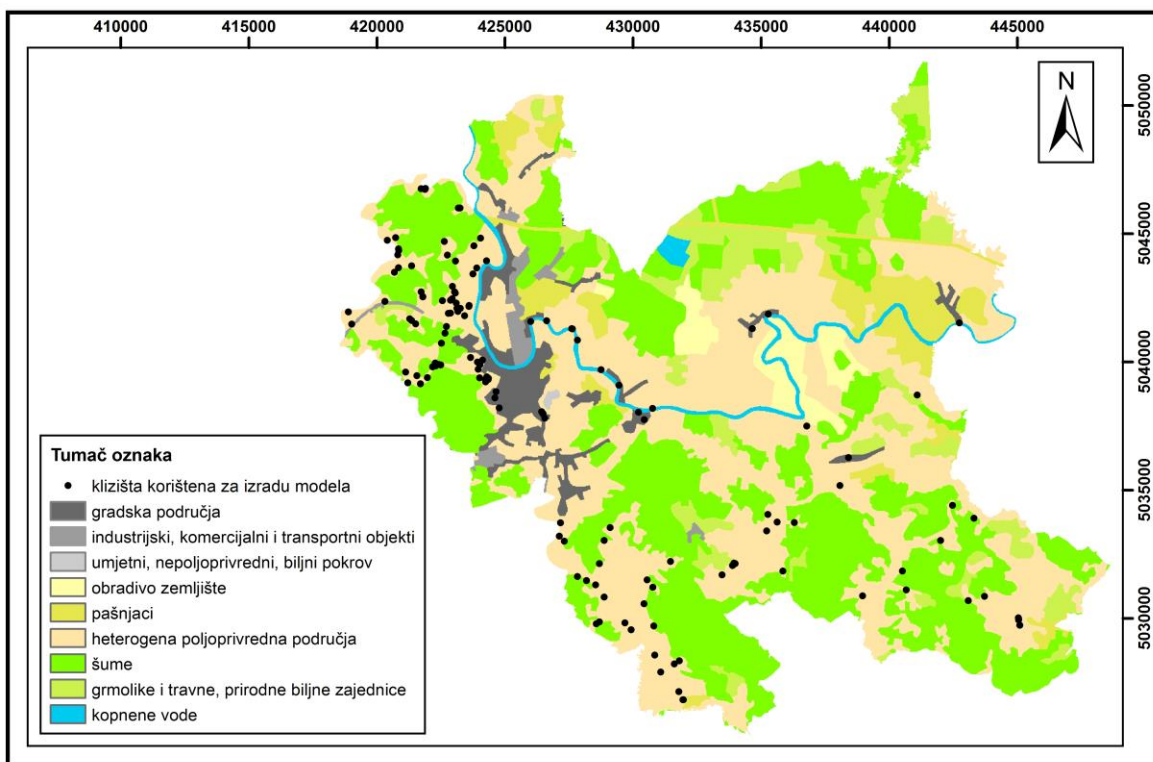 410000 415000 420000 425000 430000 435000 440000 445000
N
5050000
5045000
5040000
5035000
5030000
Tumač oznaka
klizišta korištena za izradu modela
gradska područja
industrijski, komercijalni i transportni objekti
umjetni, nepoljoprivredni, biljni pokrov
obradivo zemljište
pašnjaci
heterogena poljoprivredna područja
šume
grmolike i travne, prirodne biljne zajednice
kopnene vode